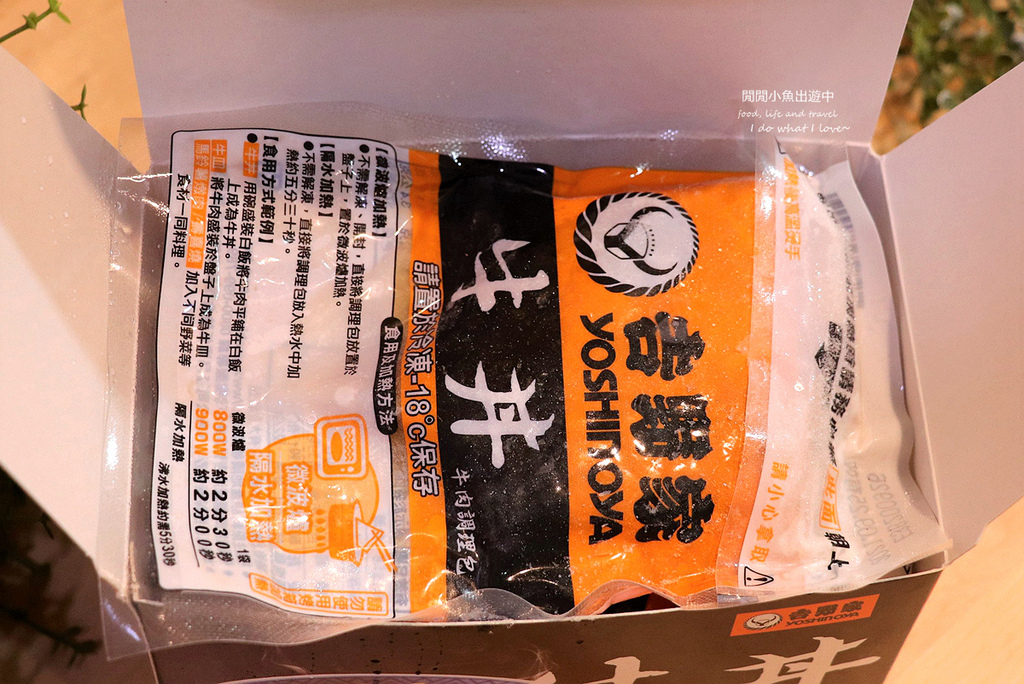 閒閒小魚出遊中
food, life and travel
I do what I love~
吉野家
YOSHINOYA
牛丼
牛肉調理包
請置於冷凍-18°C保存
食用及加熱方法
【微波爐加熱】
●不需解凍、開封，直接將調理包放置於
盤子上，置於微波爐加熱。
【隔水加熱】
●不需解凍，直接將調理包放入熱水中加
熱約五分三十秒。
【食用方式範例】
●牛丼 用碗盛裝白飯將牛肉平鋪在白飯
上成為牛丼。
牛皿 將牛肉盛裝於盤子上成為牛皿。
加入不同野菜等
食材一同料理。
微波爐
隔水加熱
1袋
微波爐
800W 約2分30秒
900W 約2分00秒
隔水加熱 沸水加熱約需5分30秒
請小心拿取
朝上
吉野家
YOSHINOYA
牛丼